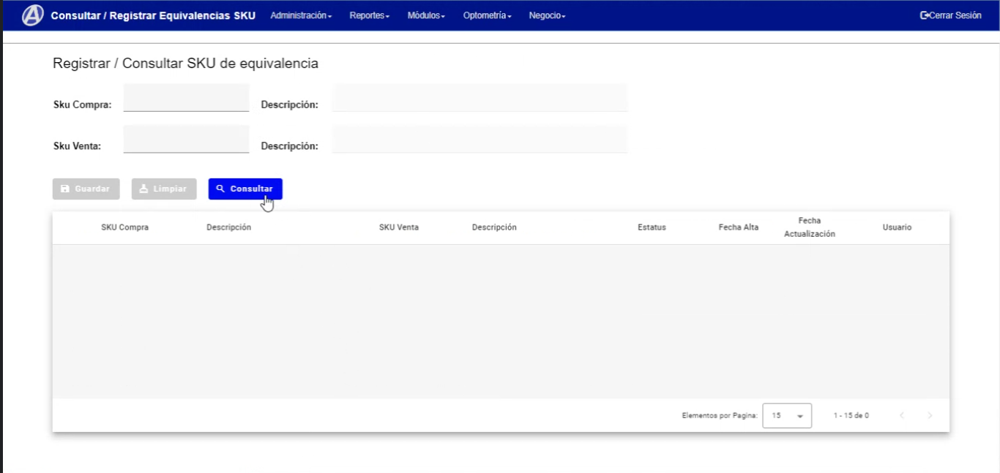 Consultar / Registrar Equivalencias SKU Administración Reportes Módulos Optometría Negocio Cerrar Sesión
Registrar / Consultar SKU de equivalencia
Sku Compra: Descripción:
Sku Venta: Descripción:
Guardar Limpiar Consultar
SKU Compra Descripción SKU Venta Descripción Estatus Fecha Alta Fecha Actualización Usuario
Elementos por Pagina: 15 1 - 15 de 0